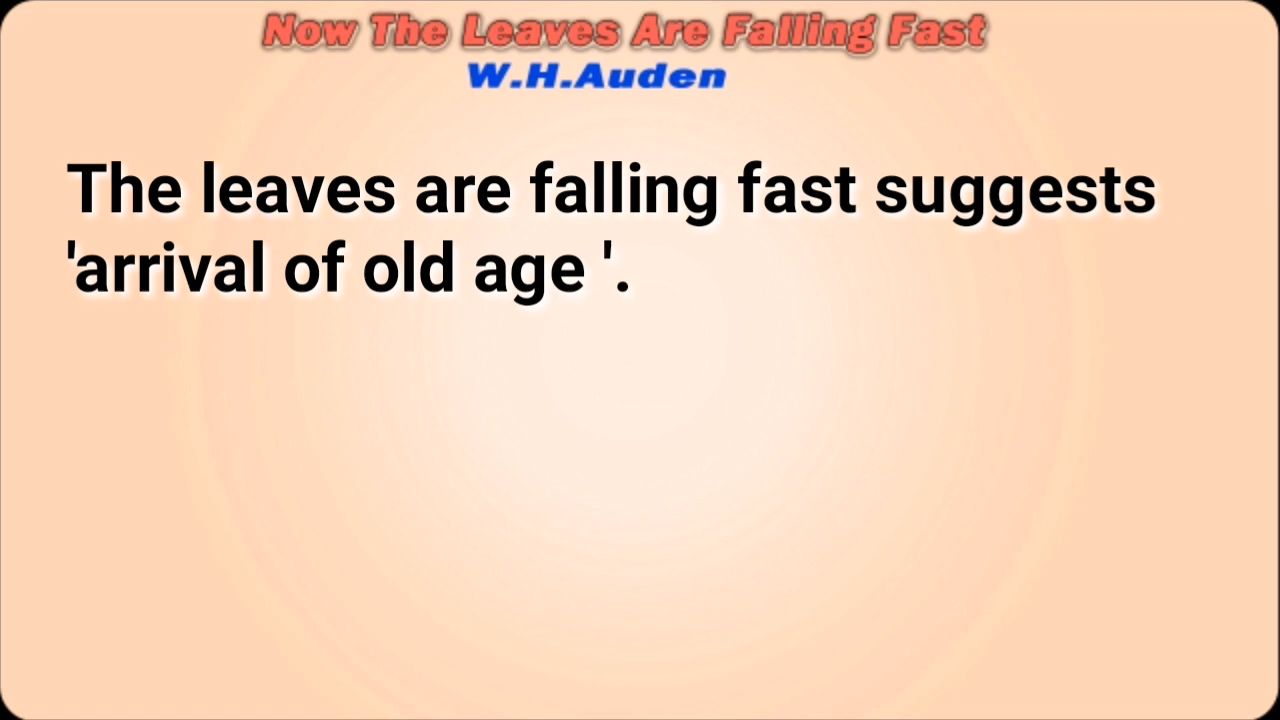 Now The Leaves Are Falling Fast
W.H.Auden
The leaves are falling fast suggests
'arrival of old age '.